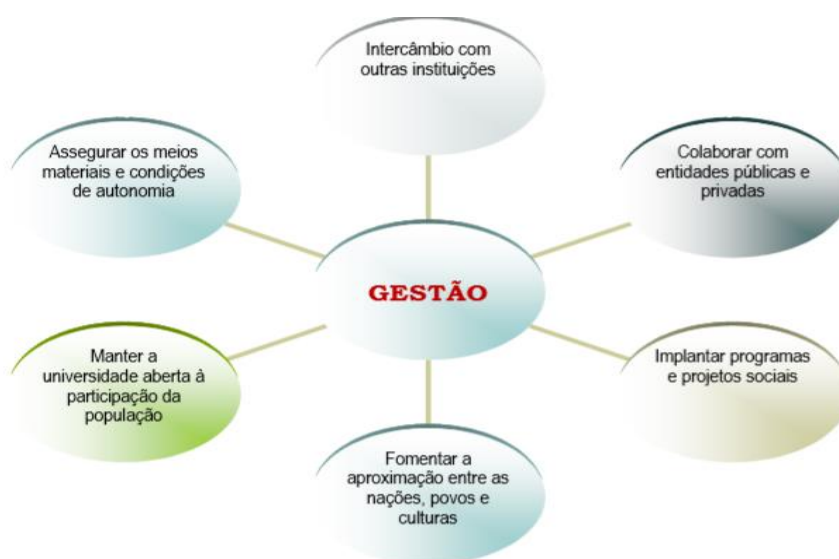 Intercâmbio com
outras instituições
Assegurar os meios
materiais e condições
de autonomia
Colaborar com
entidades públicas e
privadas
GESTÃO
Manter a
universidade aberta à
participação da
população
Implantar programas
e projetos sociais
Fomentar a
aproximação entre as
nações, povos e
culturas